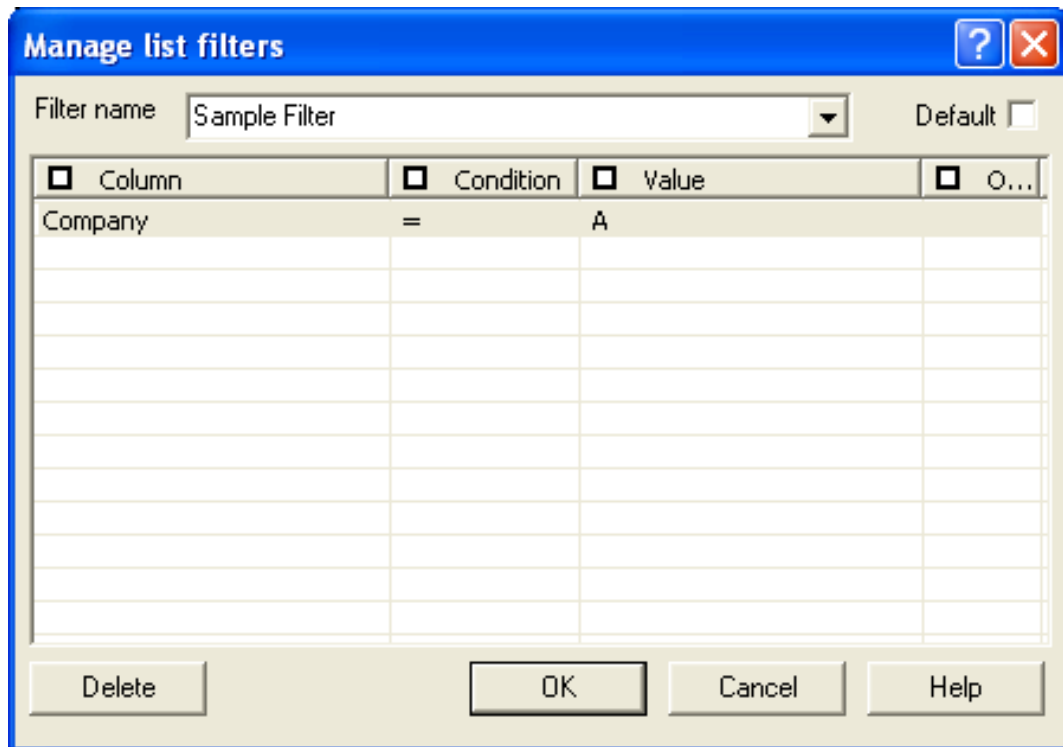 Manage list filters
Filter name Sample Filter Default
Column Condition Value O...
Company = A
Delete OK Cancel Help